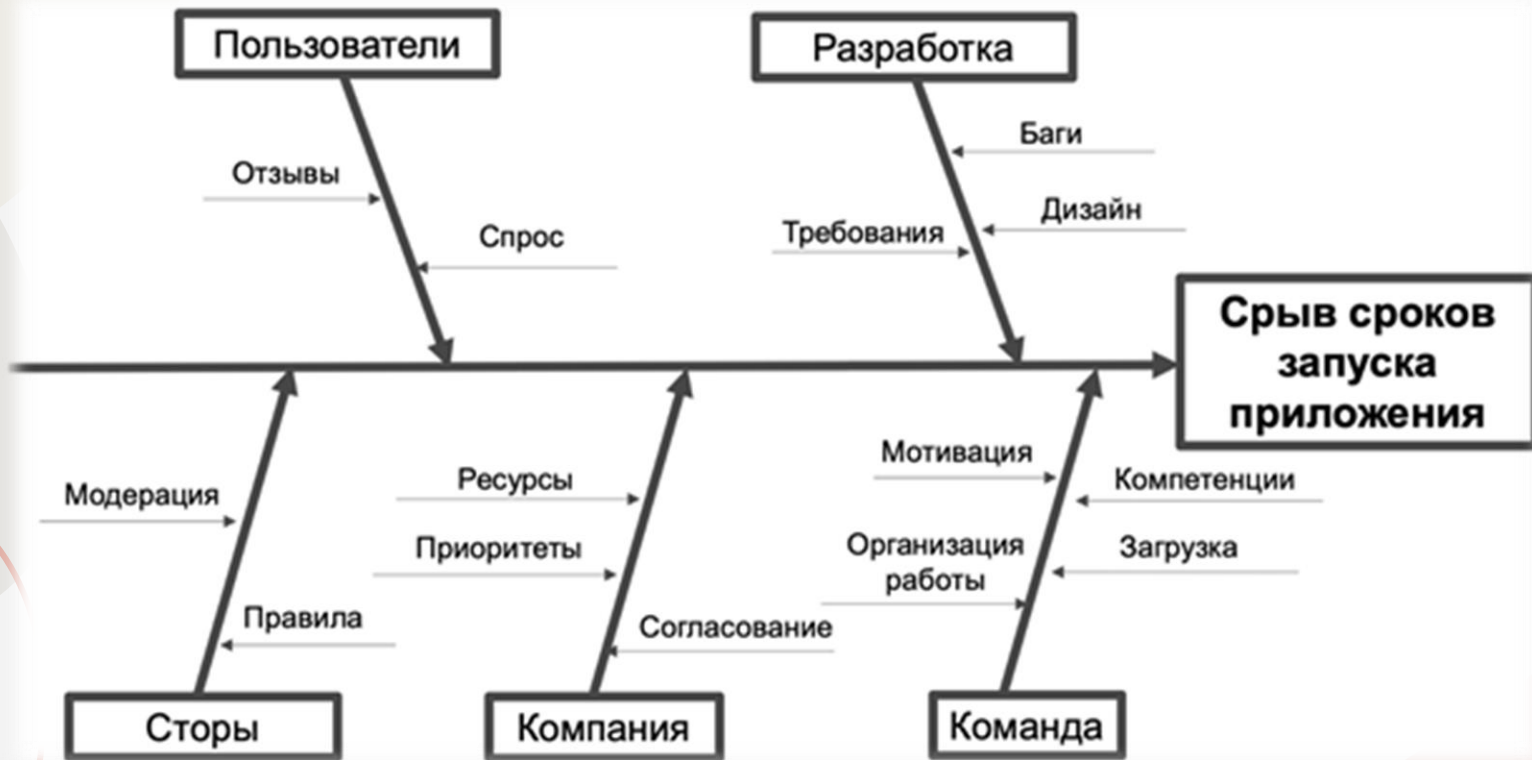 Пользователи
Разработка
Баги
Отзывы
Дизайн
Спрос
Требования
Срыв сроков
запуска
приложения
Мотивация
Ресурсы
Компетенции
Модерация
Приоритеты
Организация
работы
Загрузка
Правила
Согласование
Сторы
Компания
Команда